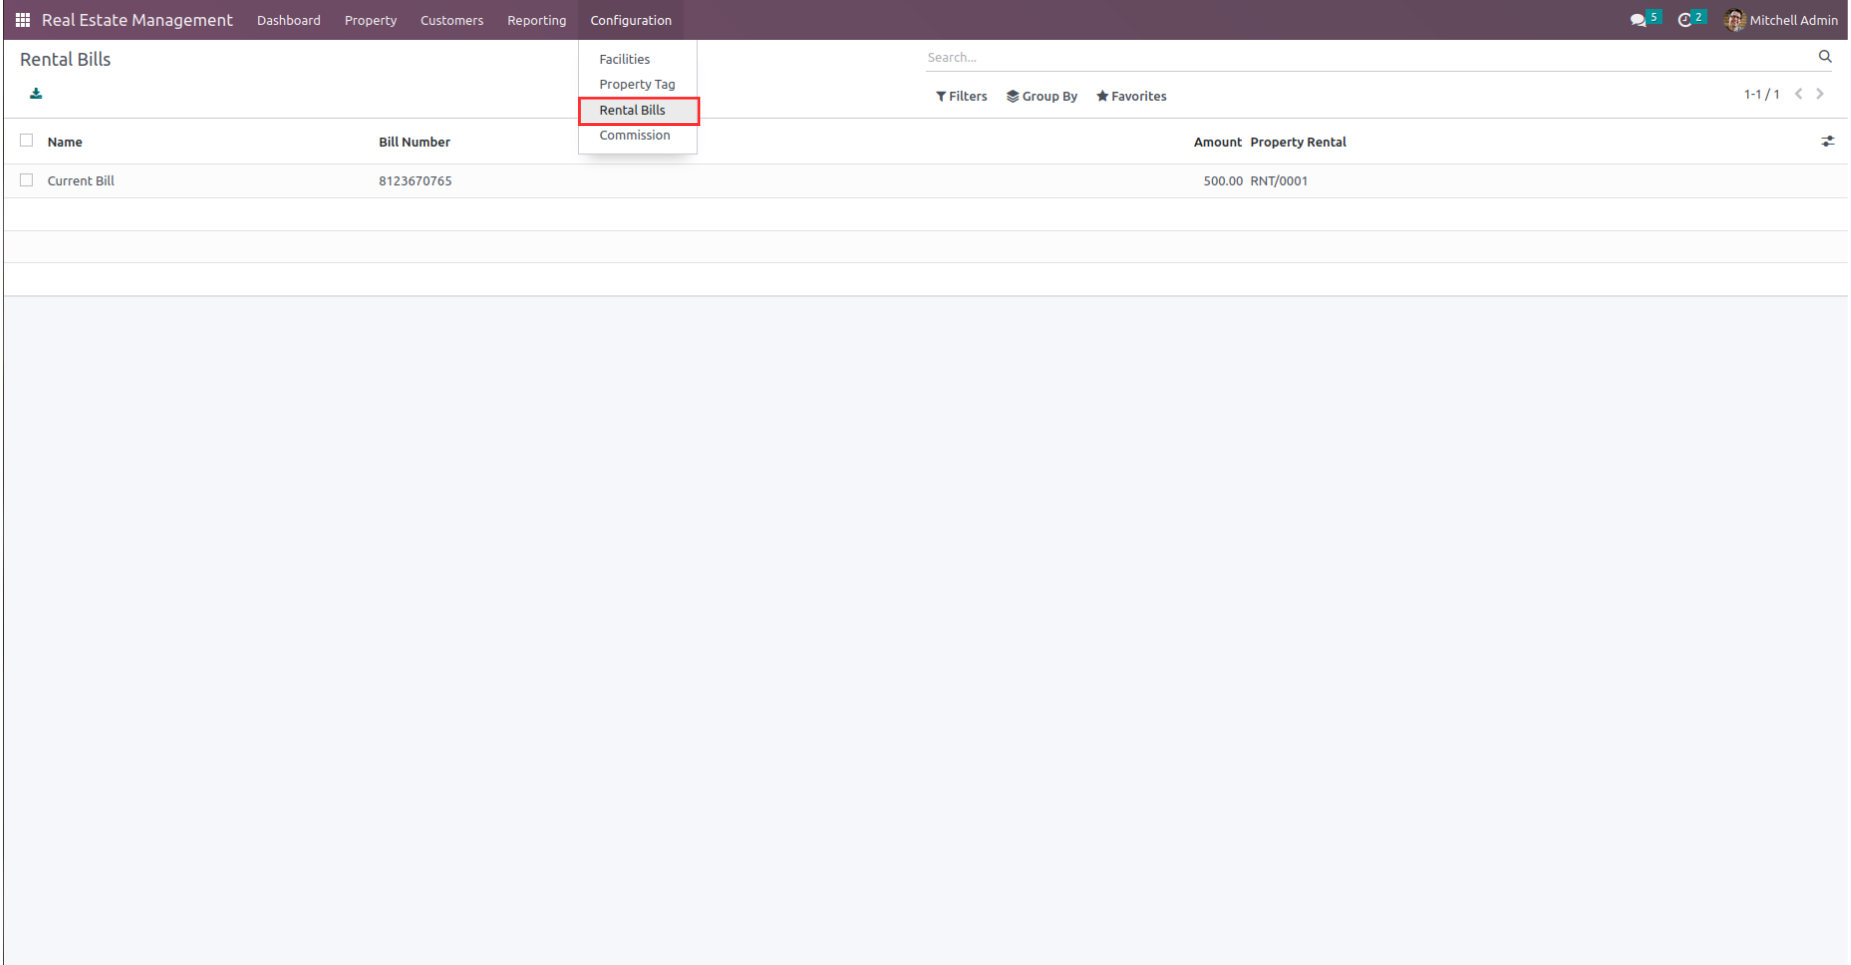 Real Estate Management Dashboard Property Customers Reporting Configuration 5 2 Mitchell Admin
Rental Bills
Search...
Facilities
Property Tag
Rental Bills
Commission
Filters Group By Favorites 1-1 / 1
Name Bill Number Amount Property Rental
Current Bill 8123670765 500.00 RNT/0001